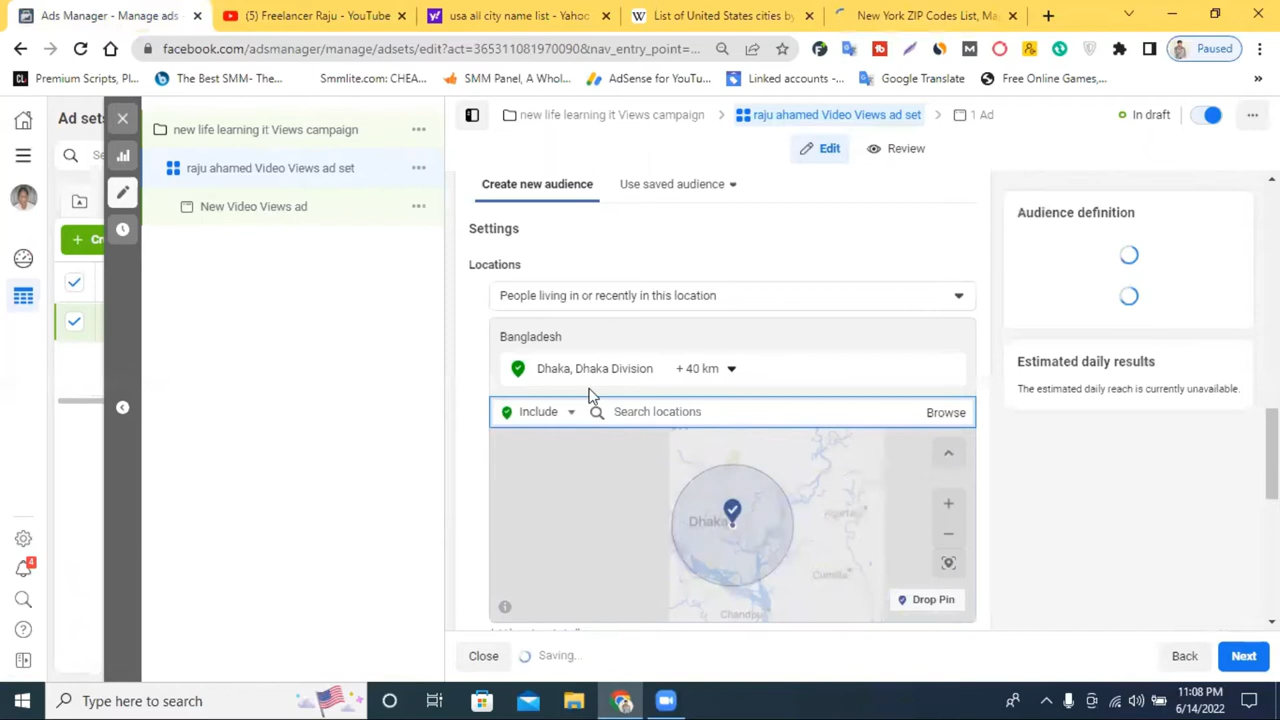 Ads Manager - Manage ads -
(5) Freelancer Raju - YouTube
usa all city name list - Yahoo
List of United States cities by
New York ZIP Codes List, Ma
facebook.com/adsmanager/manage/adsets/edit?act=365311081970090&nav_entry_point=...
Paused
Premium Scripts, Pl...
The Best SMM- The...
Smmlite.com: CHEA...
SMM Panel, A Whol...
AdSense for YouTu...
Linked accounts -...
Google Translate
Free Online Games,...
Ad sets
Se
Cr
4
new life learning it Views campaign
raju ahamed Video Views ad set
New Video Views ad
new life learning it Views campaign
raju ahamed Video Views ad set
1 Ad
In draft
Edit
Review
Create new audience
Use saved audience
Settings
Locations
People living in or recently in this location
Bangladesh
Dhaka, Dhaka Division + 40 km
Include
Search locations
Browse
Dhaka
Agartala
Cumilla
Chandpur
Drop Pin
Audience definition
Estimated daily results
The estimated daily reach is currently unavailable.
Close
Saving...
Back
Next
Type here to search
11:08 PM
6/14/2022